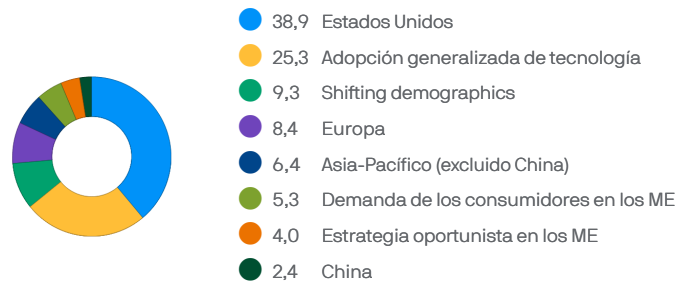 38,9 Estados Unidos
25,3 Adopción generalizada de tecnología
9,3 Shifting demographics
8,4 Europa
6,4 Asia-Pacífico (excluido China)
5,3 Demanda de los consumidores en los ME
4,0 Estrategia oportunista en los ME
2,4 China